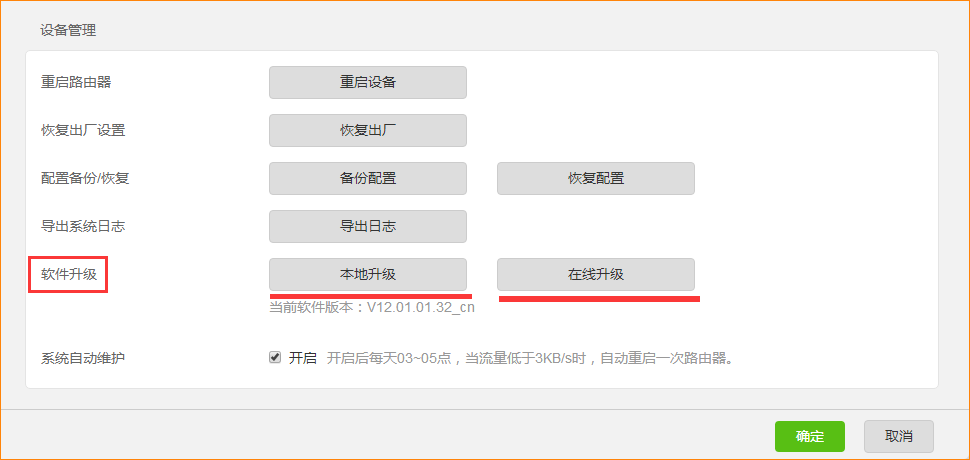 设备管理
重启路由器 重启设备
恢复出厂设置 恢复出厂
配置备份/恢复 备份配置 恢复配置
导出系统日志 导出日志
软件升级 本地升级 在线升级
当前软件版本：V12.01.01.32_cn
系统自动维护 开启 开启后每天03~05点，当流量低于3KB/s时，自动重启一次路由器。
确定 取消